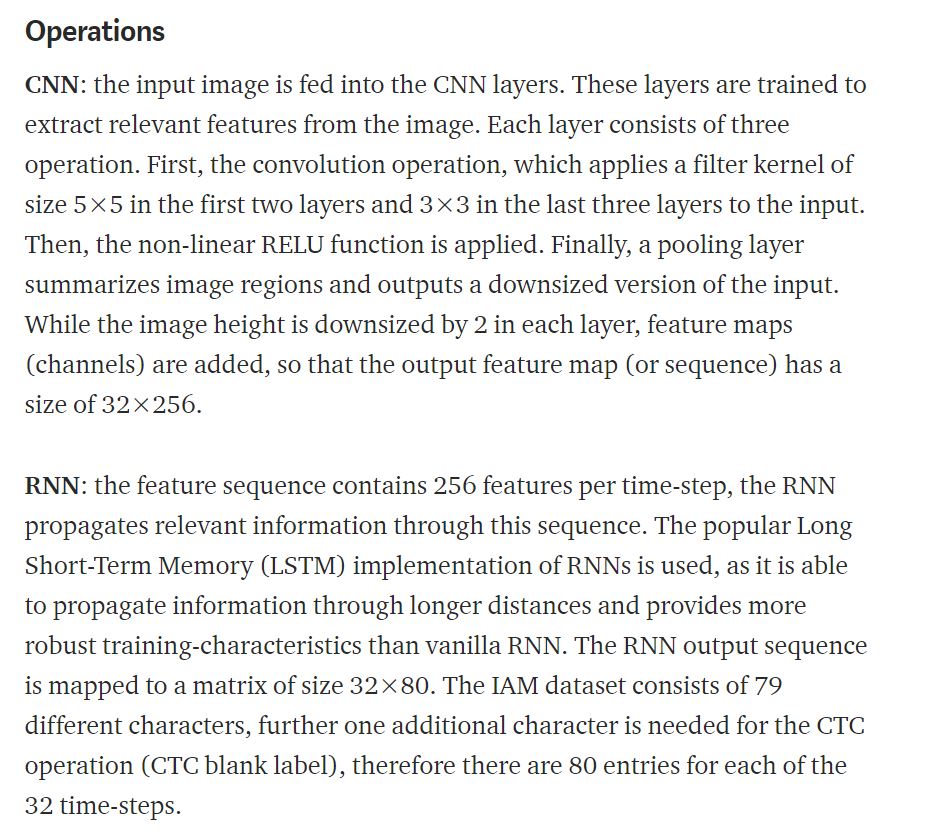 Operations
CNN: the input image is fed into the CNN layers. These layers are trained to
extract relevant features from the image. Each layer consists of three
operation. First, the convolution operation, which applies a filter kernel of
size 5×5 in the first two layers and 3×3 in the last three layers to the input.
Then, the non-linear RELU function is applied. Finally, a pooling layer
summarizes image regions and outputs a downsized version of the input.
While the image height is downsized by 2 in each layer, feature maps
(channels) are added, so that the output feature map (or sequence) has a
size of 32×256.
RNN: the feature sequence contains 256 features per time-step, the RNN
propagates relevant information through this sequence. The popular Long
Short-Term Memory (LSTM) implementation of RNNs is used, as it is able
to propagate information through longer distances and provides more
robust training-characteristics than vanilla RNN. The RNN output sequence
is mapped to a matrix of size 32×80. The IAM dataset consists of 79
different characters, further one additional character is needed for the CTC
operation (CTC blank label), therefore there are 80 entries for each of the
32 time-steps.